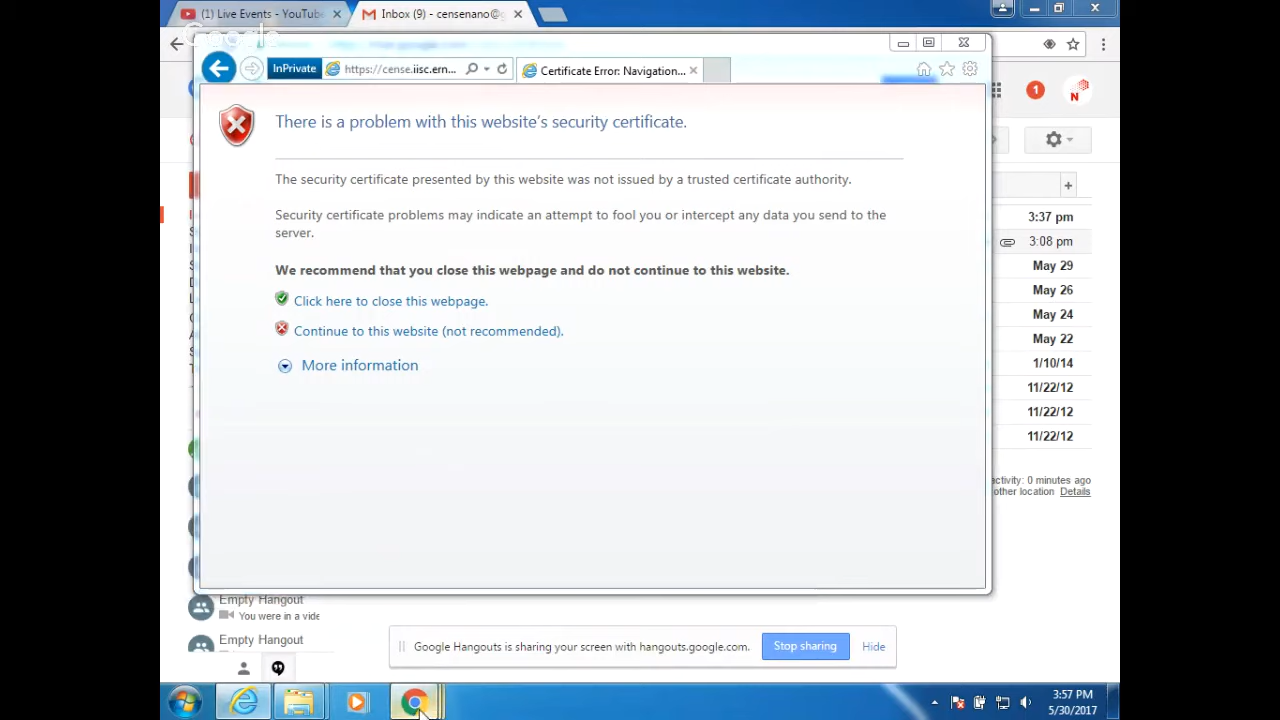 (1) Live Events - YouTube
Inbox (9) - censenano@g
Google
InPrivate
https://cense.iisc.ern...
Certificate Error: Navigation...
1
N
There is a problem with this website's security certificate.
The security certificate presented by this website was not issued by a trusted certificate authority.
Security certificate problems may indicate an attempt to fool you or intercept any data you send to the
server.
We recommend that you close this webpage and do not continue to this website.
Click here to close this webpage.
Continue to this website (not recommended).
More information
3:37 pm
3:08 pm
May 29
May 26
May 24
May 22
1/10/14
11/22/12
11/22/12
11/22/12
activity: 0 minutes ago
other location Details
Empty Hangout
You were in a vide
Empty Hangout
Google Hangouts is sharing your screen with hangouts.google.com.
Stop sharing
Hide
3:57 PM
5/30/2017